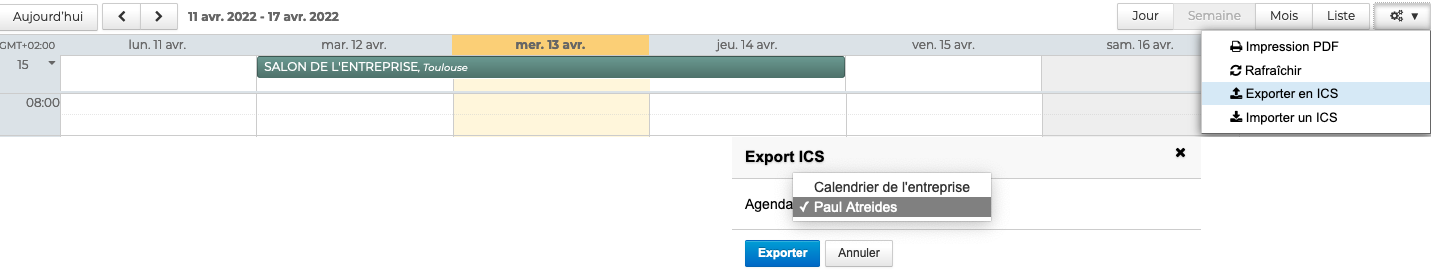 Aujourd'hui
11 avr. 2022 - 17 avr. 2022
Jour Semaine Mois Liste
GMT+02:00 lun. 11 avr. mar. 12 avr. mer. 13 avr. jeu. 14 avr. ven. 15 avr. sam. 16 avr.
Impression PDF
15 SALON DE L'ENTREPRISE, Toulouse
Rafraîchir
08:00
Exporter en ICS
Importer un ICS
Export ICS
Calendrier de l'entreprise
Agenda ✓ Paul Atreides
Exporter Annuler